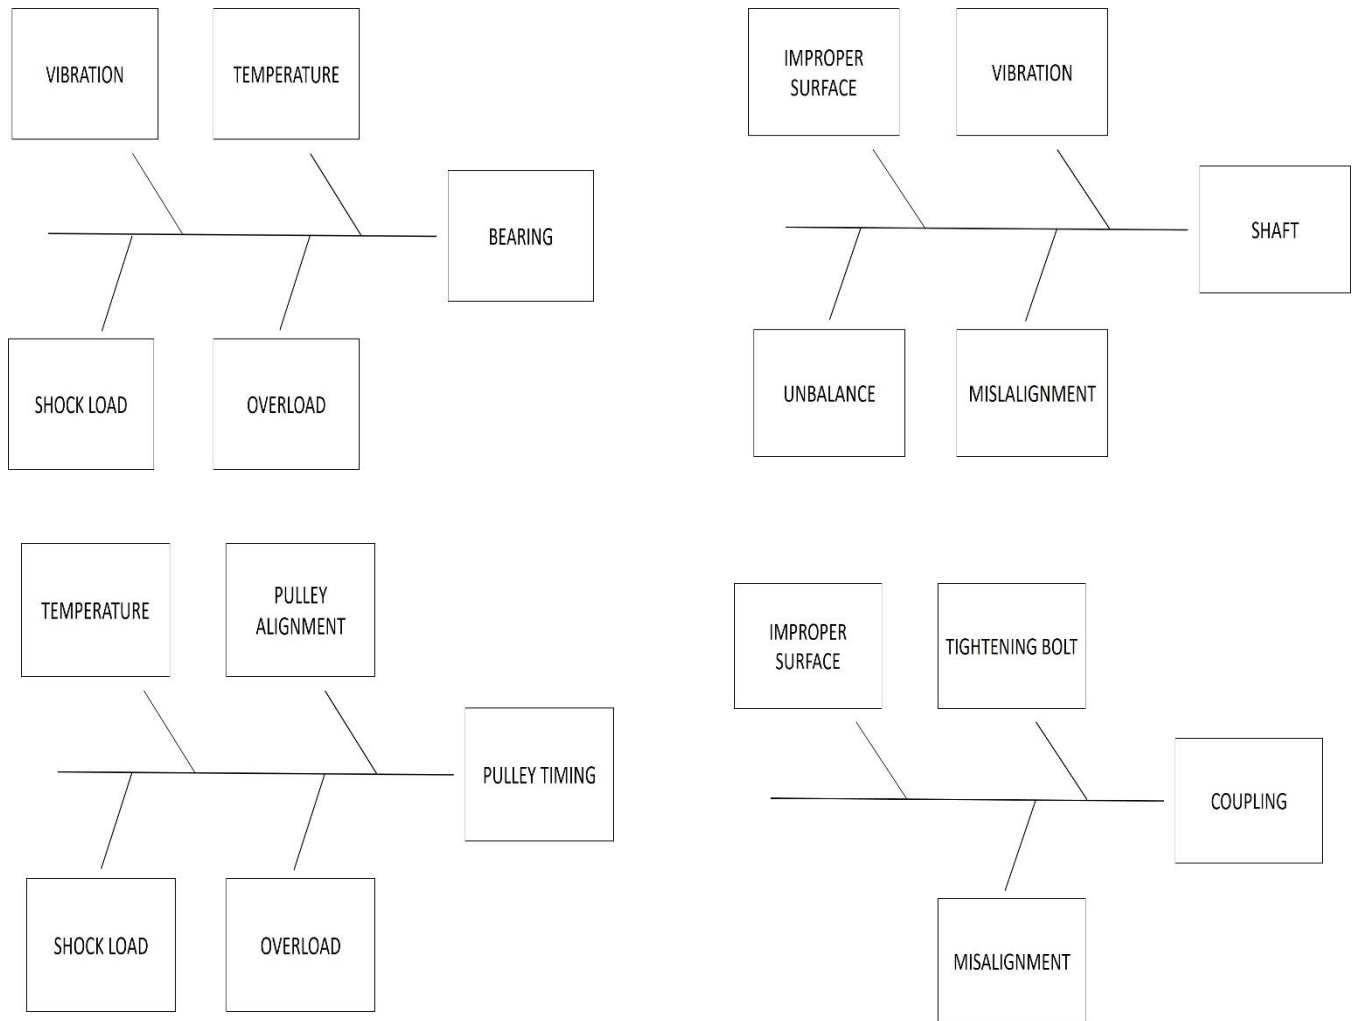 VIBRATION
TEMPERATURE
BEARING
SHOCK LOAD
OVERLOAD
IMPROPER
SURFACE
VIBRATION
SHAFT
UNBALANCE
MISLALIGNMENT
TEMPERATURE
PULLEY
ALIGNMENT
PULLEY TIMING
SHOCK LOAD
OVERLOAD
IMPROPER
SURFACE
TIGHTENING BOLT
COUPLING
MISALIGNMENT